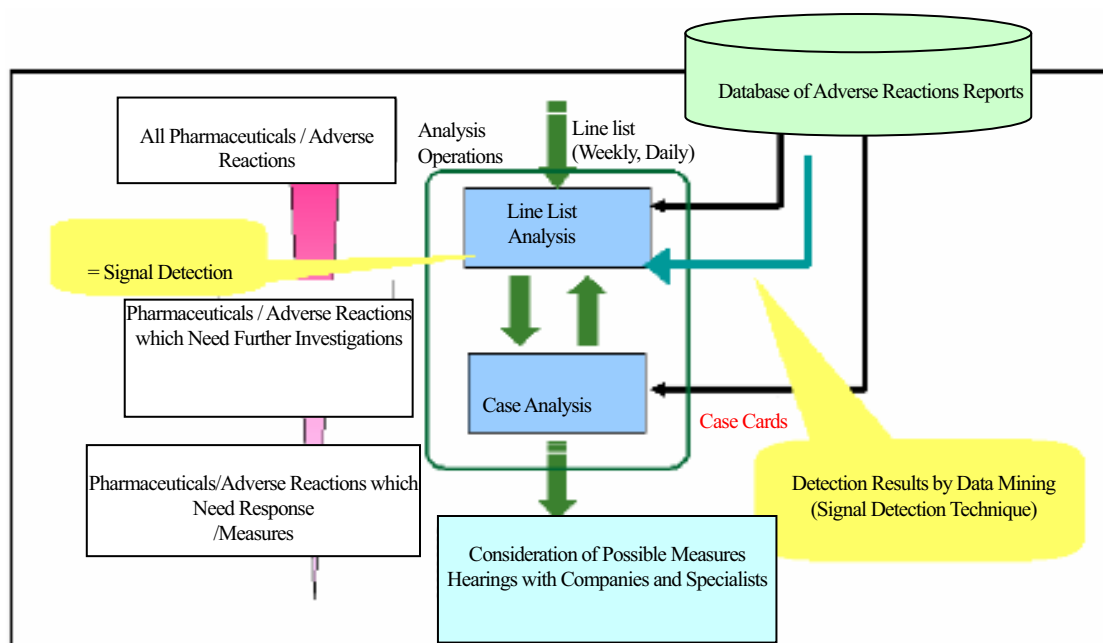 Database of Adverse Reactions Reports
All Pharmaceuticals / Adverse
Reactions
Analysis
Operations
Line list
(Weekly, Daily)
Line List
Analysis
= Signal Detection
Pharmaceuticals / Adverse Reactions
which Need Further Investigations
Case Analysis
Case Cards
Pharmaceuticals/Adverse Reactions which
Need Response
/Measures
Detection Results by Data Mining
(Signal Detection Technique)
Consideration of Possible Measures
Hearings with Companies and Specialists